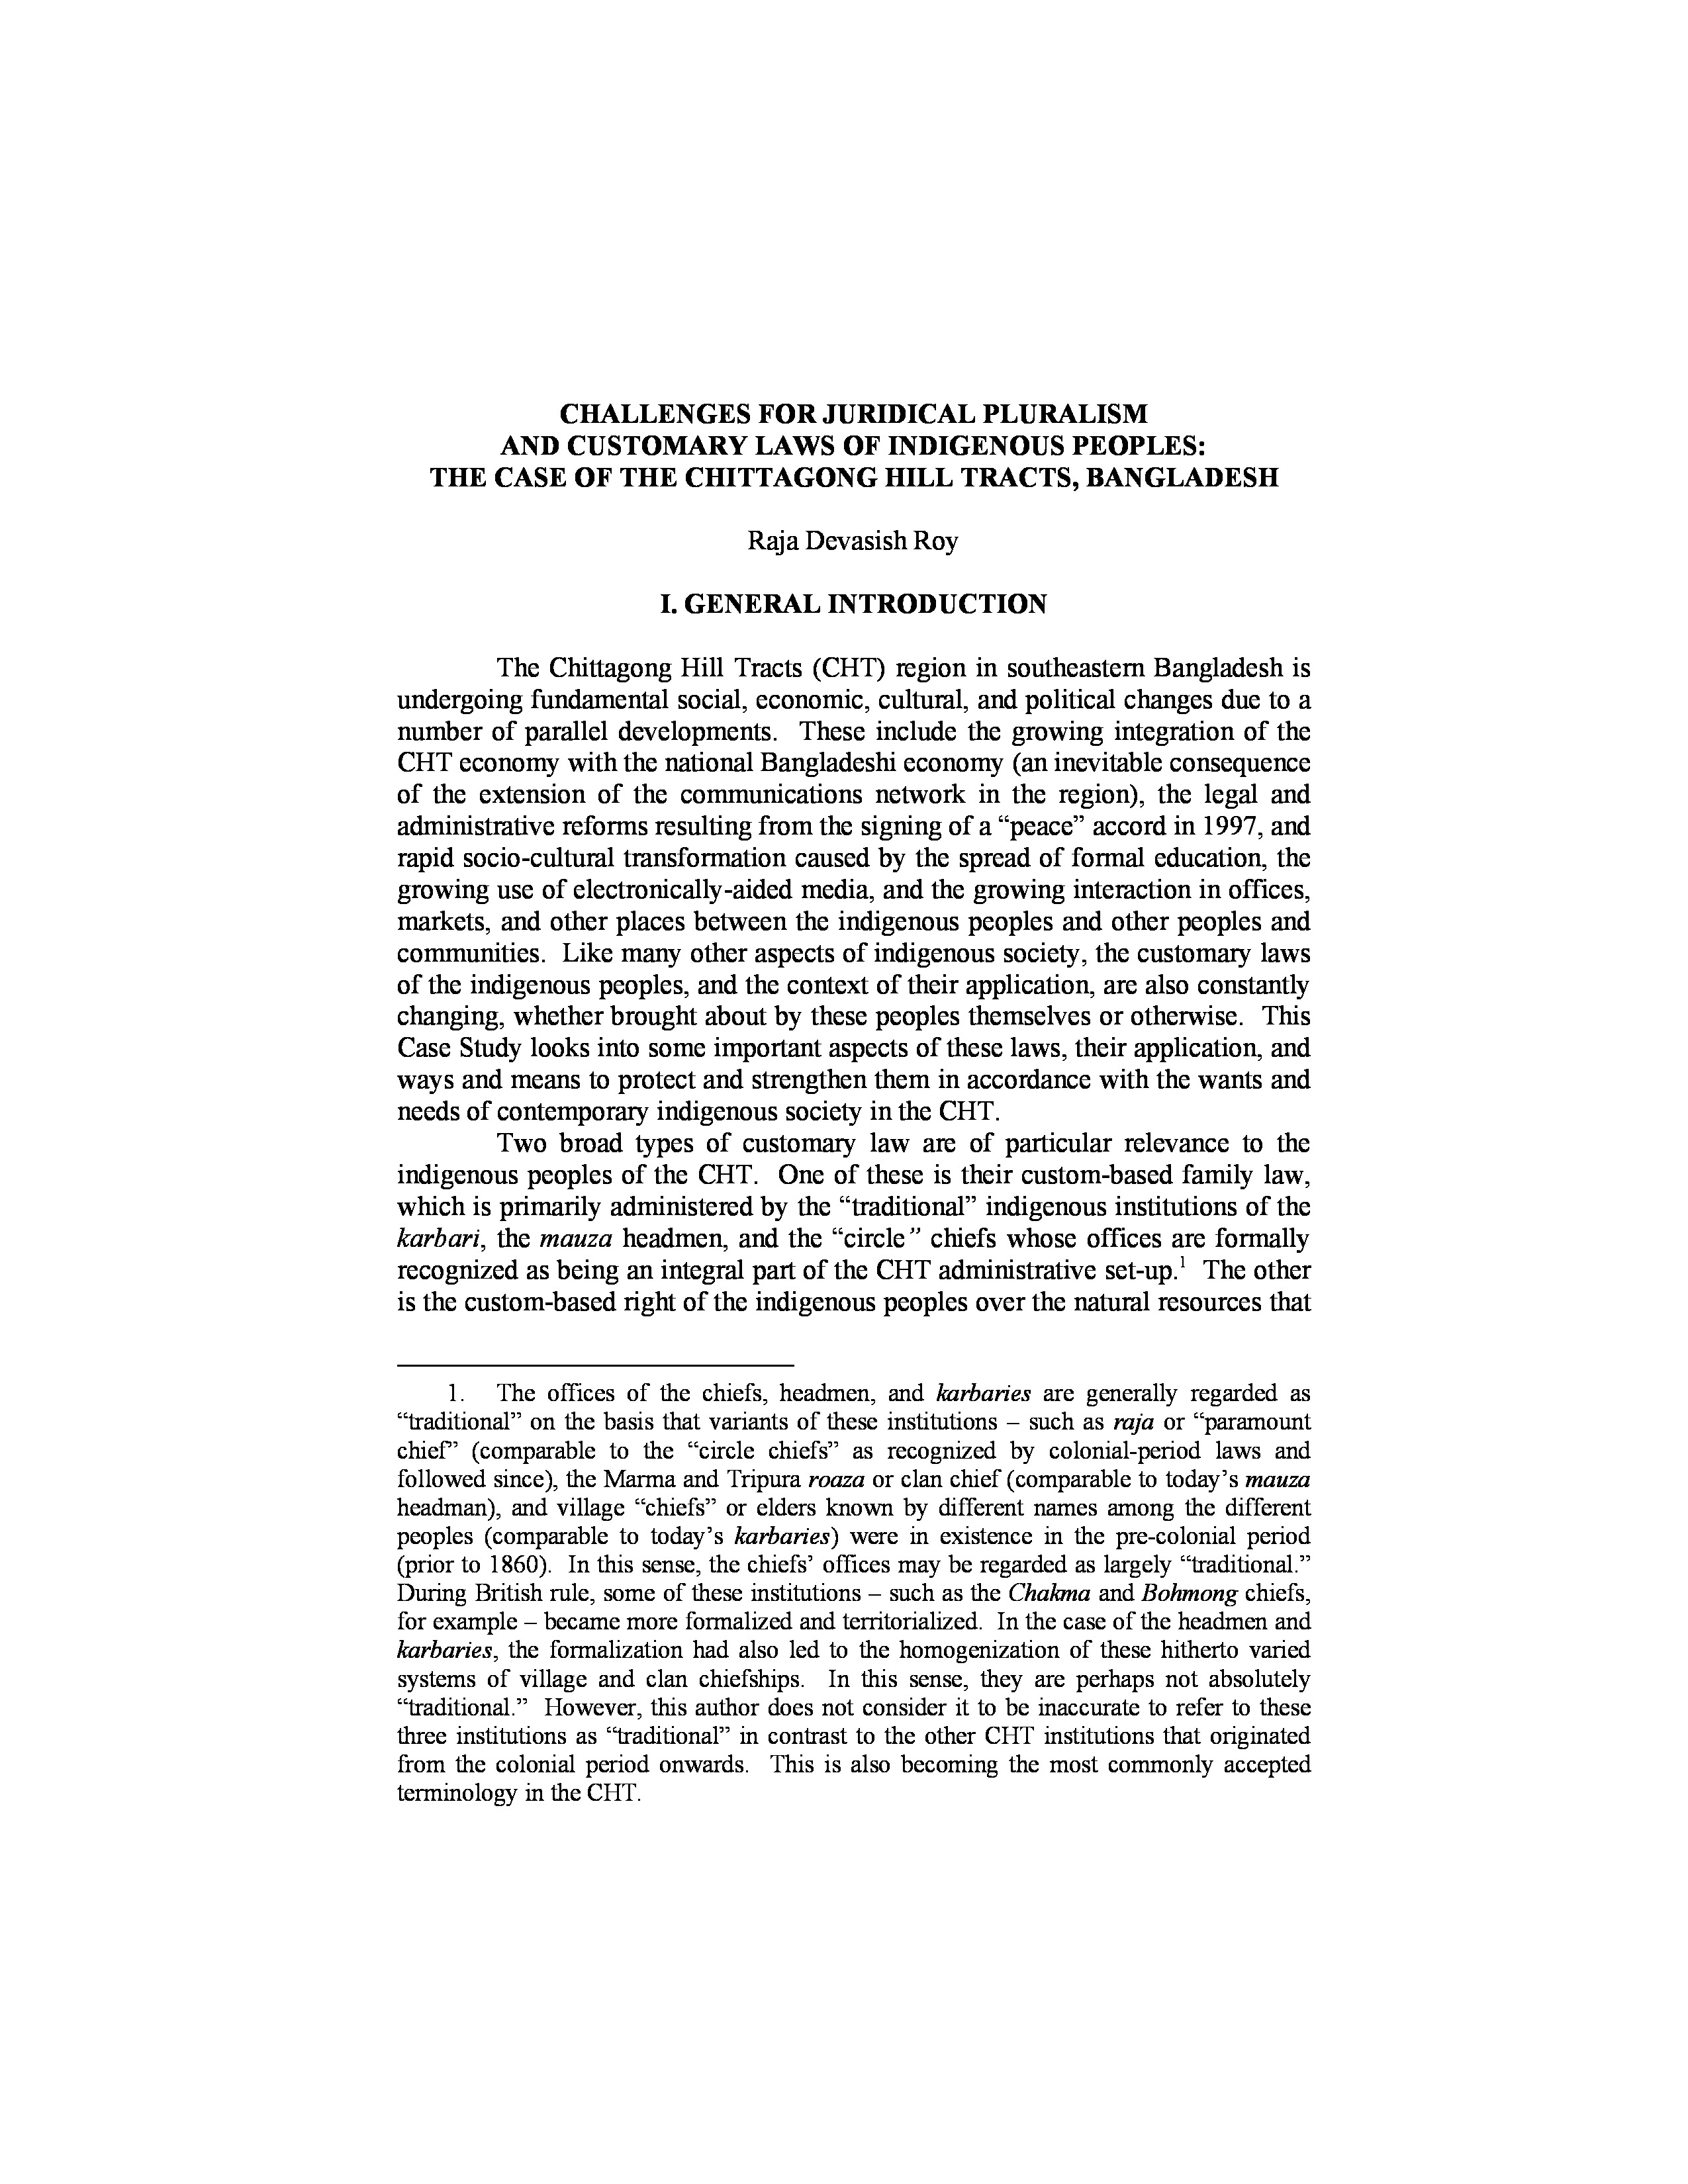 CHALLENGES FOR JURIDICAL PLURALISM
AND CUSTOMARY LAWS OF INDIGENOUS PEOPLES:
THE CASE OF THE CHITTAGONG HILL TRACTS, BANGLADESH
Raja Devasish Roy
I. GENERAL INTRODUCTION
The Chittagong Hill Tracts (CHT) region in southeastern Bangladesh is
undergoing fundamental social, economic, cultural, and political changes due to a
number of parallel developments. These include the growing integration of the
CHT economy with the national Bangladeshi economy (an inevitable consequence
of the extension of the communications network in the region), the legal and
administrative reforms resulting from the signing of a “peace” accord in 1997, and
rapid socio-cultural transformation caused by the spread of formal education, the
growing use of electronically-aided media, and the growing interaction in offices,
markets, and other places between the indigenous peoples and other peoples and
communities. Like many other aspects of indigenous society, the customary laws
of the indigenous peoples, and the context of their application, are also constantly
changing, whether brought about by these peoples themselves or otherwise. This
Case Study looks into some important aspects of these laws, their application, and
ways and means to protect and strengthen them in accordance with the wants and
needs of contemporary indigenous society in the CHT.
Two broad types of customary law are of particular relevance to the
indigenous peoples of the CHT. One of these is their custom-based family law,
which is primarily administered by the “traditional” indigenous institutions of the
karbari, the mauza headmen, and the “circle” chiefs whose offices are formally
recognized as being an integral part of the CHT administrative set-up.1 The other
is the custom-based right of the indigenous peoples over the natural resources that
1. The offices of the chiefs, headmen, and karbaries are generally regarded as
“traditional” on the basis that variants of these institutions – such as raja or “paramount
chief” (comparable to the “circle chiefs” as recognized by colonial-period laws and
followed since), the Marma and Tripura roaza or clan chief (comparable to today’s mauza
headman), and village “chiefs” or elders known by different names among the different
peoples (comparable to today’s karbaries) were in existence in the pre-colonial period
(prior to 1860). In this sense, the chiefs’ offices may be regarded as largely “traditional.”
During British rule, some of these institutions – such as the Chakma and Bohmong chiefs,
for example – became more formalized and territorialized. In the case of the headmen and
karbaries, the formalization had also led to the homogenization of these hitherto varied
systems of village and clan chiefships. In this sense, they are perhaps not absolutely
“traditional.” However, this author does not consider it to be inaccurate to refer to these
three institutions as “traditional” in contrast to the other CHT institutions that originated
from the colonial period onwards. This is also becoming the most commonly accepted
terminology in the CHT.